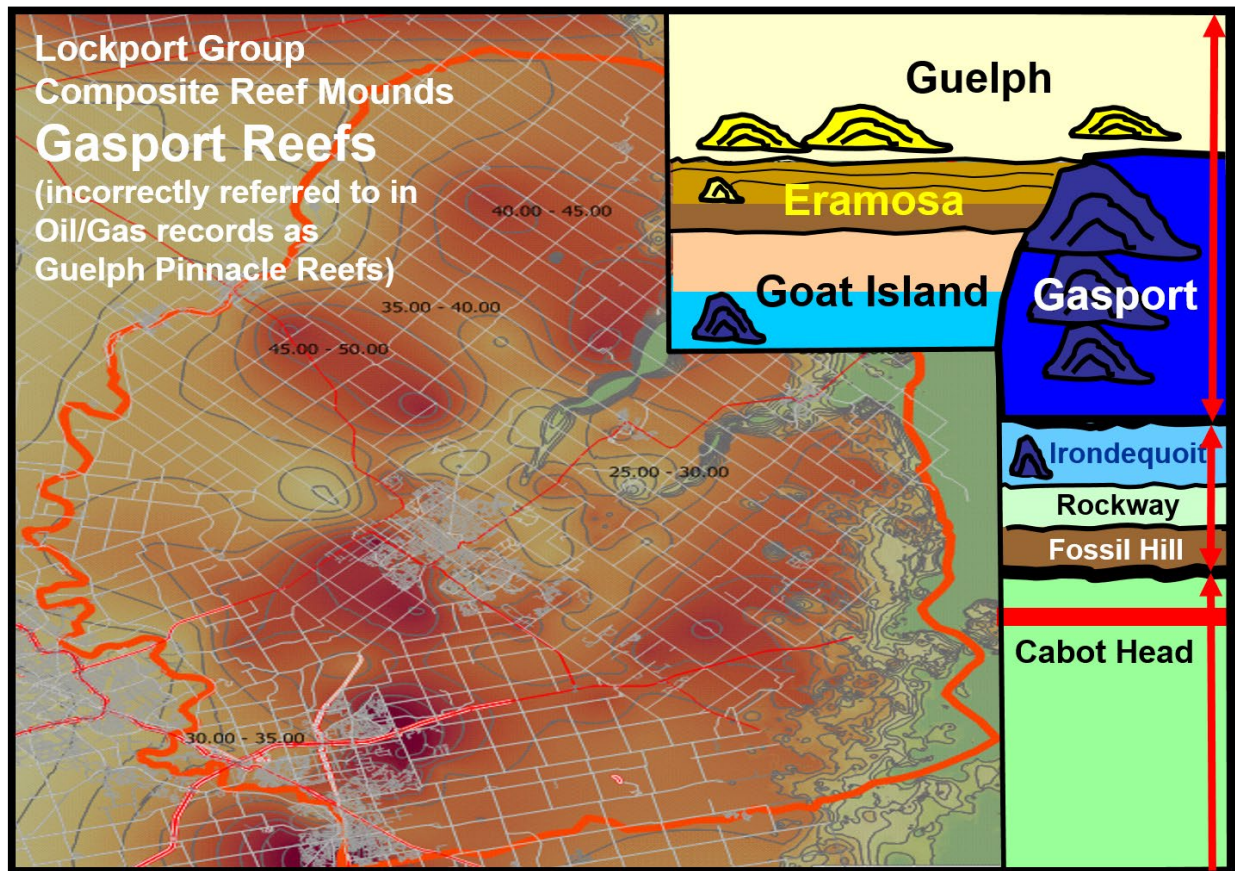 Lockport Group
Composite Reef Mounds
Gasport Reefs
(incorrectly referred to in
Oil/Gas records as
Guelph Pinnacle Reefs)
40.00 - 45.00
35.00 - 40.00
45.00 - 50.00
25.00 - 30.00
30.00 - 35.00
Guelph
Eramosa
Goat Island
Gasport
Irondequoit
Rockway
Fossil Hill
Cabot Head